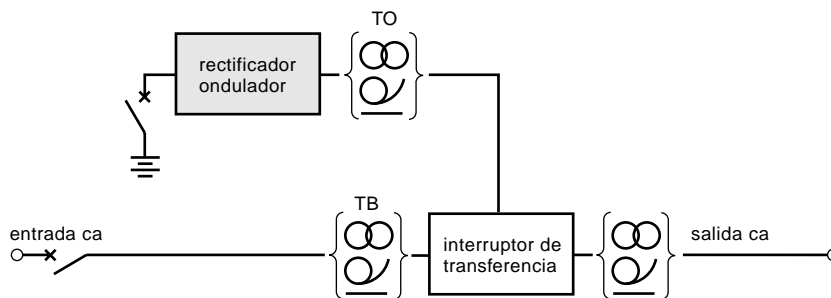 TO
rectificador
ondulador
TB
entrada ca
interruptor de
transferencia
salida ca